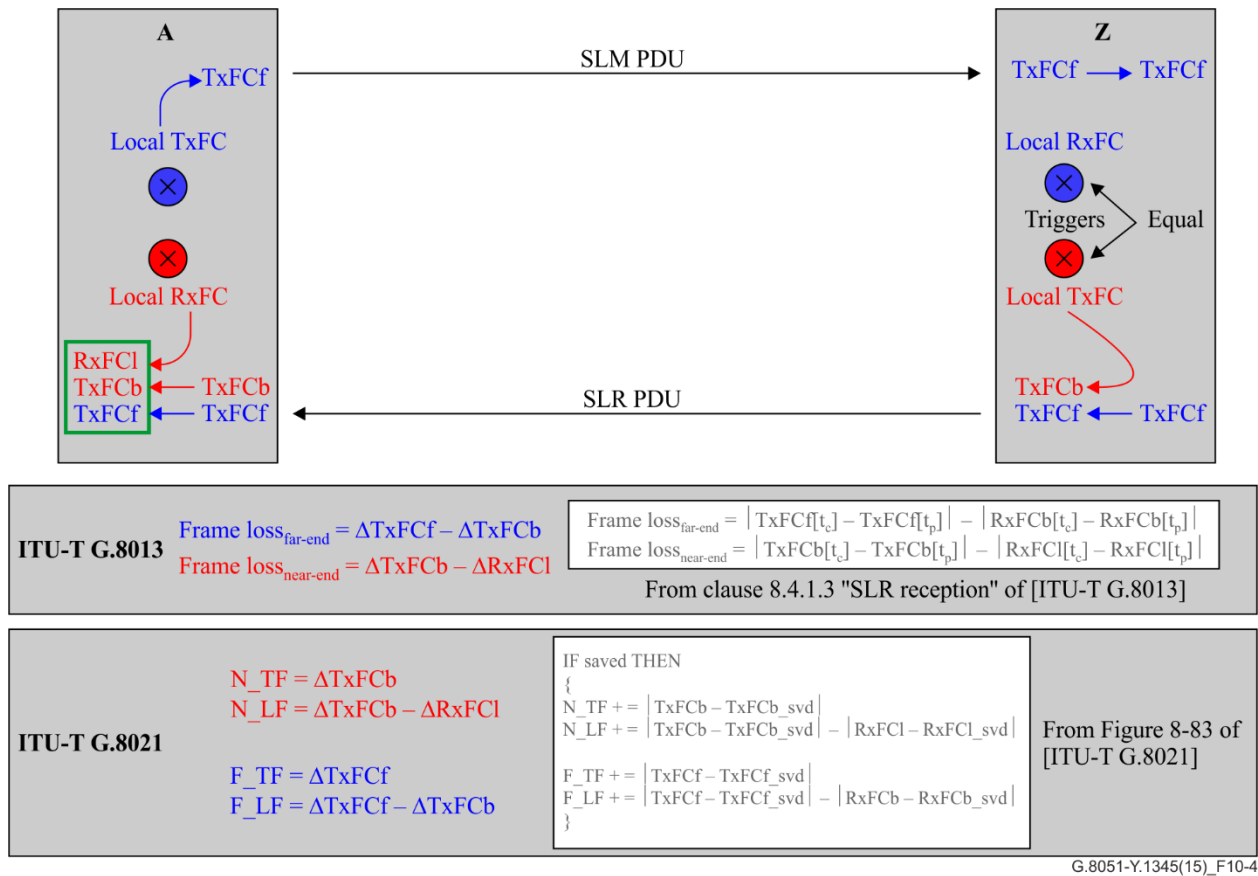 A
Z
SLM PDU
TxFCf
TxFCf TxFCf
Local TxFC
Local RxFC
Triggers Equal
Local RxFC
Local TxFC
RxFCl
TxFCb TxFCb
TxFCf TxFCf
SLR PDU
TxFCb
TxFCf TxFCf
ITU-T G.8013
Frame loss_far-end = ΔTxFCf – ΔTxFCb
Frame loss_near-end = ΔTxFCb – ΔRxFCl
Frame loss_far-end = |TxFCf[t_c] – TxFCf[t_p]| – |RxFCb[t_c] – RxFCb[t_p]|
Frame loss_near-end = |TxFCb[t_c] – TxFCb[t_p]| – |RxFCl[t_c] – RxFCl[t_p]|
From clause 8.4.1.3 "SLR reception" of [ITU-T G.8013]
ITU-T G.8021
N_TF = ΔTxFCb
N_LF = ΔTxFCb – ΔRxFCl
F_TF = ΔTxFCf
F_LF = ΔTxFCf – ΔTxFCb
IF saved THEN
{
N_TF + = |TxFCb – TxFCb_svd|
N_LF + = |TxFCb – TxFCb_svd| – |RxFCl – RxFCl_svd|
F_TF + = |TxFCf – TxFCf_svd|
F_LF + = |TxFCf – TxFCf_svd| – |RxFCb – RxFCb_svd|
}
From Figure 8-83 of
[ITU-T G.8021]
G.8051-Y.1345(15)_F10-4